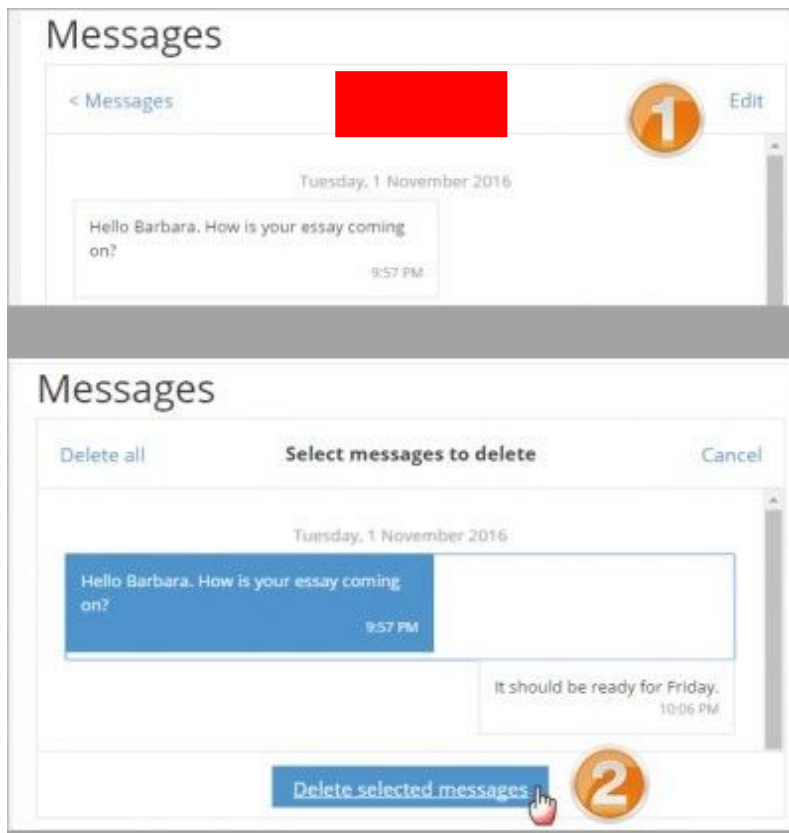 Messages
< Messages
1
Edit
Tuesday, 1 November 2016
Hello Barbara. How is your essay coming
on?
9:57 PM
Messages
Delete all
Select messages to delete
Cancel
Tuesday, 1 November 2016
Hello Barbara. How is your essay coming
on?
9:57 PM
It should be ready for Friday.
10:06 PM
Delete selected messages
2